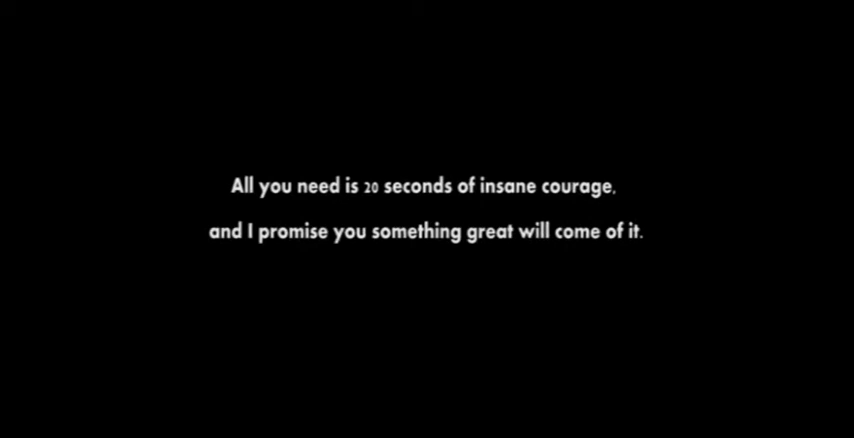 All you need is 20 seconds of insane courage,
and I promise you something great will come of it.